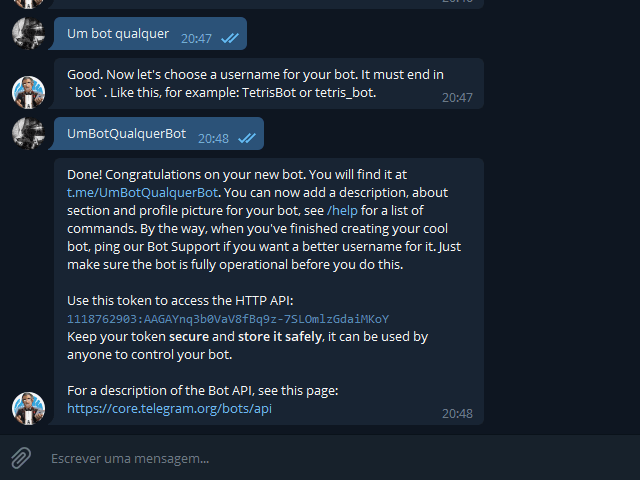 Um bot qualquer 20:47
Good. Now let's choose a username for your bot. It must end in
`bot`. Like this, for example: TetrisBot or tetris_bot. 20:47
UmBotQualquerBot 20:48
Done! Congratulations on your new bot. You will find it at
t.me/UmBotQualquerBot. You can now add a description, about
section and profile picture for your bot, see /help for a list of
commands. By the way, when you've finished creating your cool
bot, ping our Bot Support if you want a better username for it. Just
make sure the bot is fully operational before you do this.
Use this token to access the HTTP API:
1118762903:AAGAYnq3b0VaV8fBq9z-7SLOmlzGdaiMKoY
Keep your token secure and store it safely, it can be used by
anyone to control your bot.
For a description of the Bot API, see this page:
https://core.telegram.org/bots/api 20:48
Escrever uma mensagem...